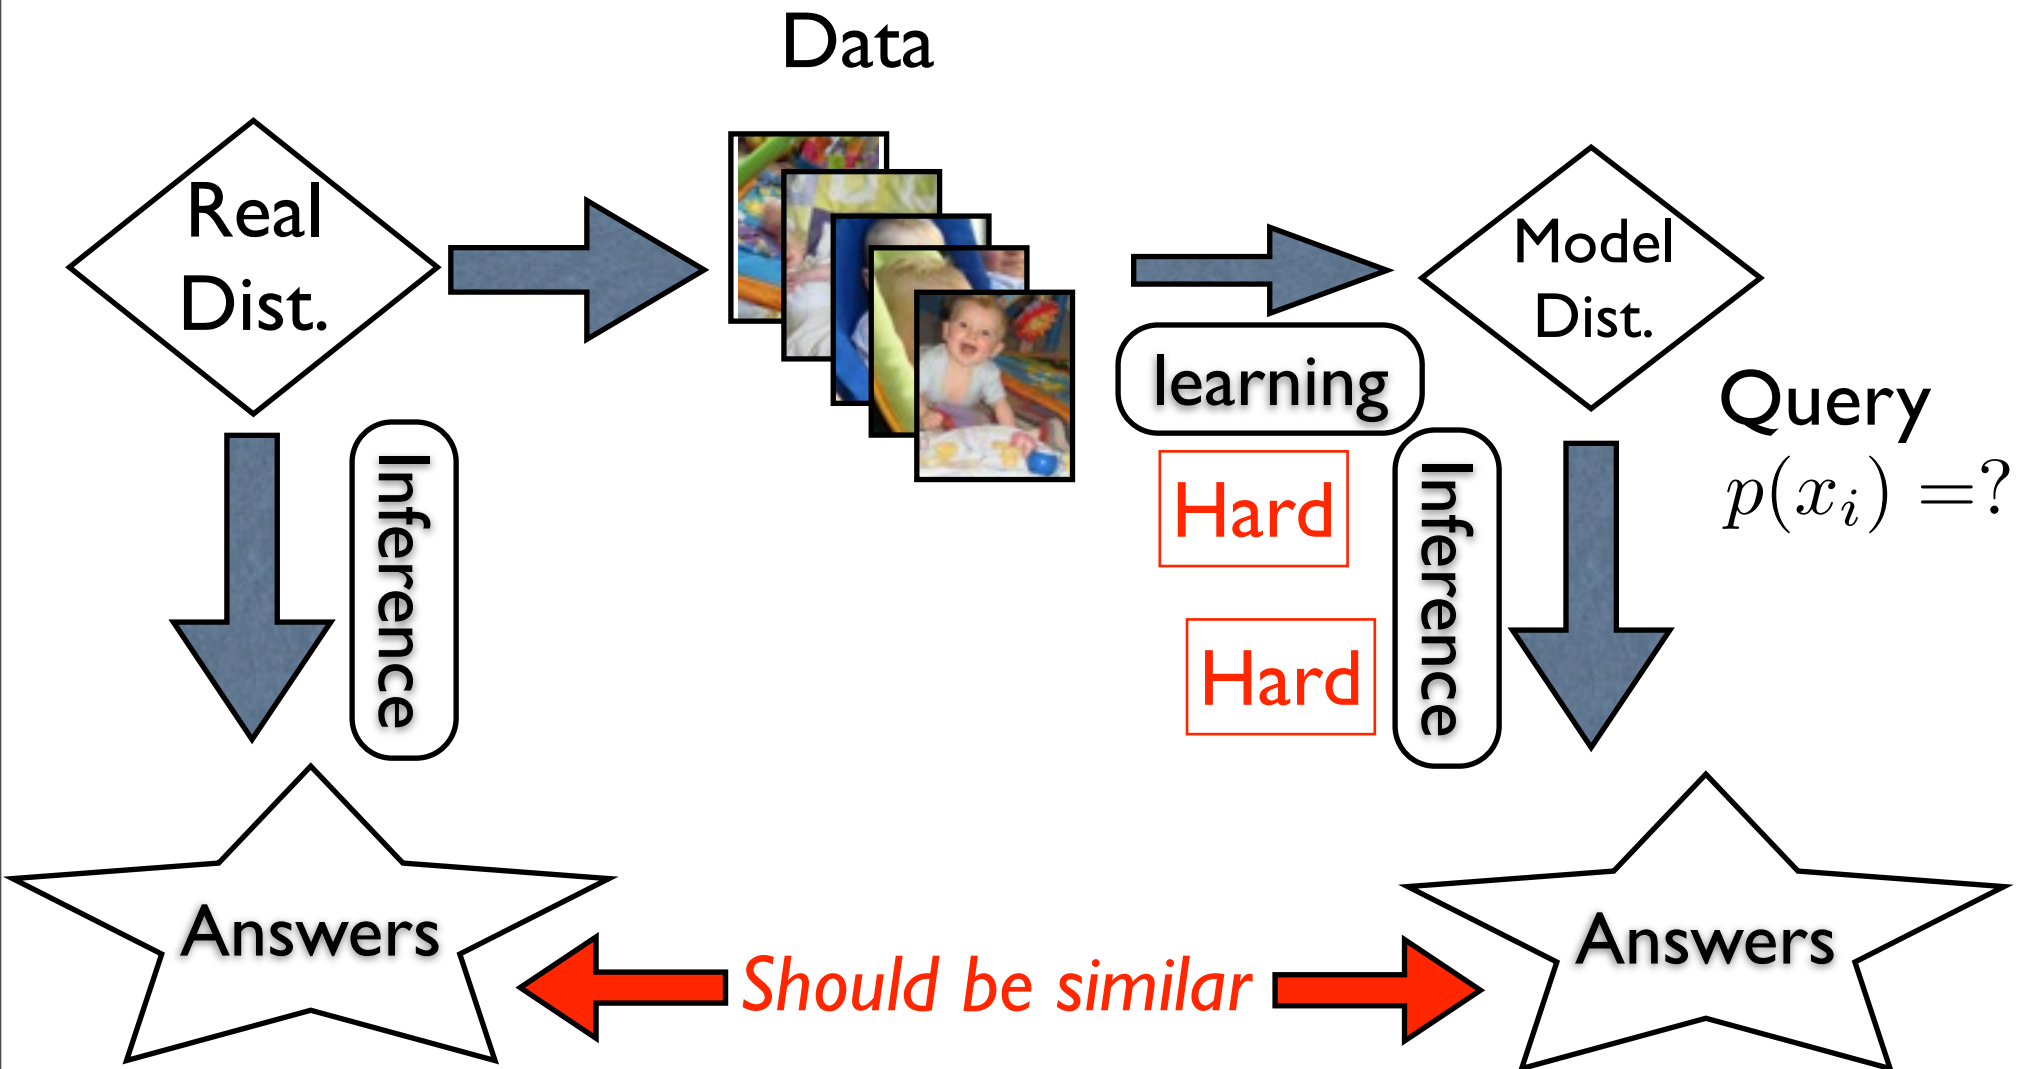 Data
Real
Dist.
Model
Dist.
learning
Query
p(x_i) =?
Inference
Hard
Inference
Hard
Answers
Answers
Should be similar